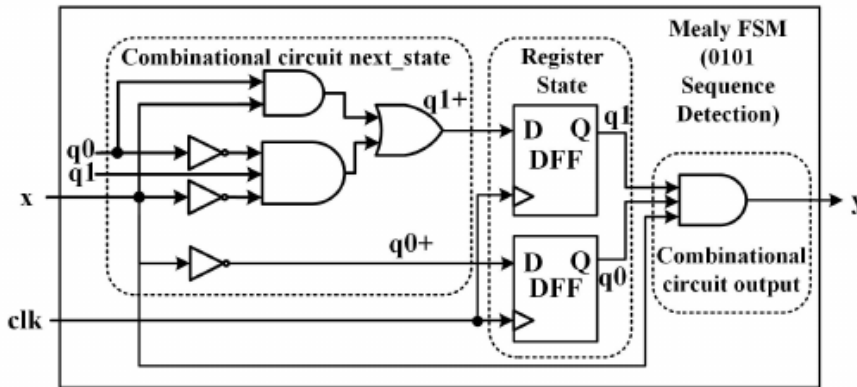 Combinational circuit next_state
Register
State
Mealy FSM
(0101
Sequence
Detection)
q1+
q1
D Q
DFF
q0
q1
x
y
q0+
D Q
DFF
q0
Combinational
circuit output
clk